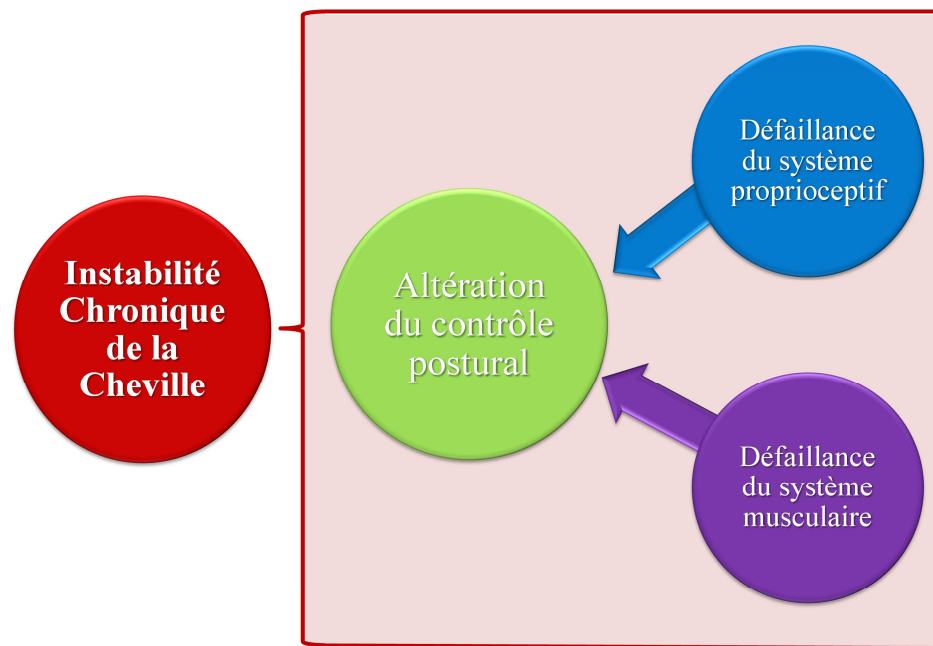 Instabilité
Chronique
de la
Cheville
Altération
du contrôle
postural
Défaillance
du système
proprioceptif
Défaillance
du système
musculaire